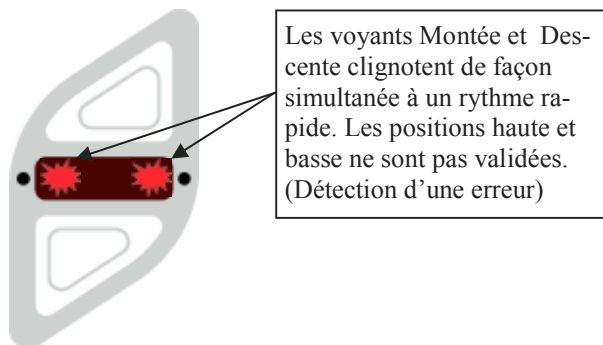 Les voyants Montée et  Des-
cente clignotent de façon
simultanée à un rythme ra-
pide. Les positions haute et
basse ne sont pas validées.
(Détection d’une erreur)